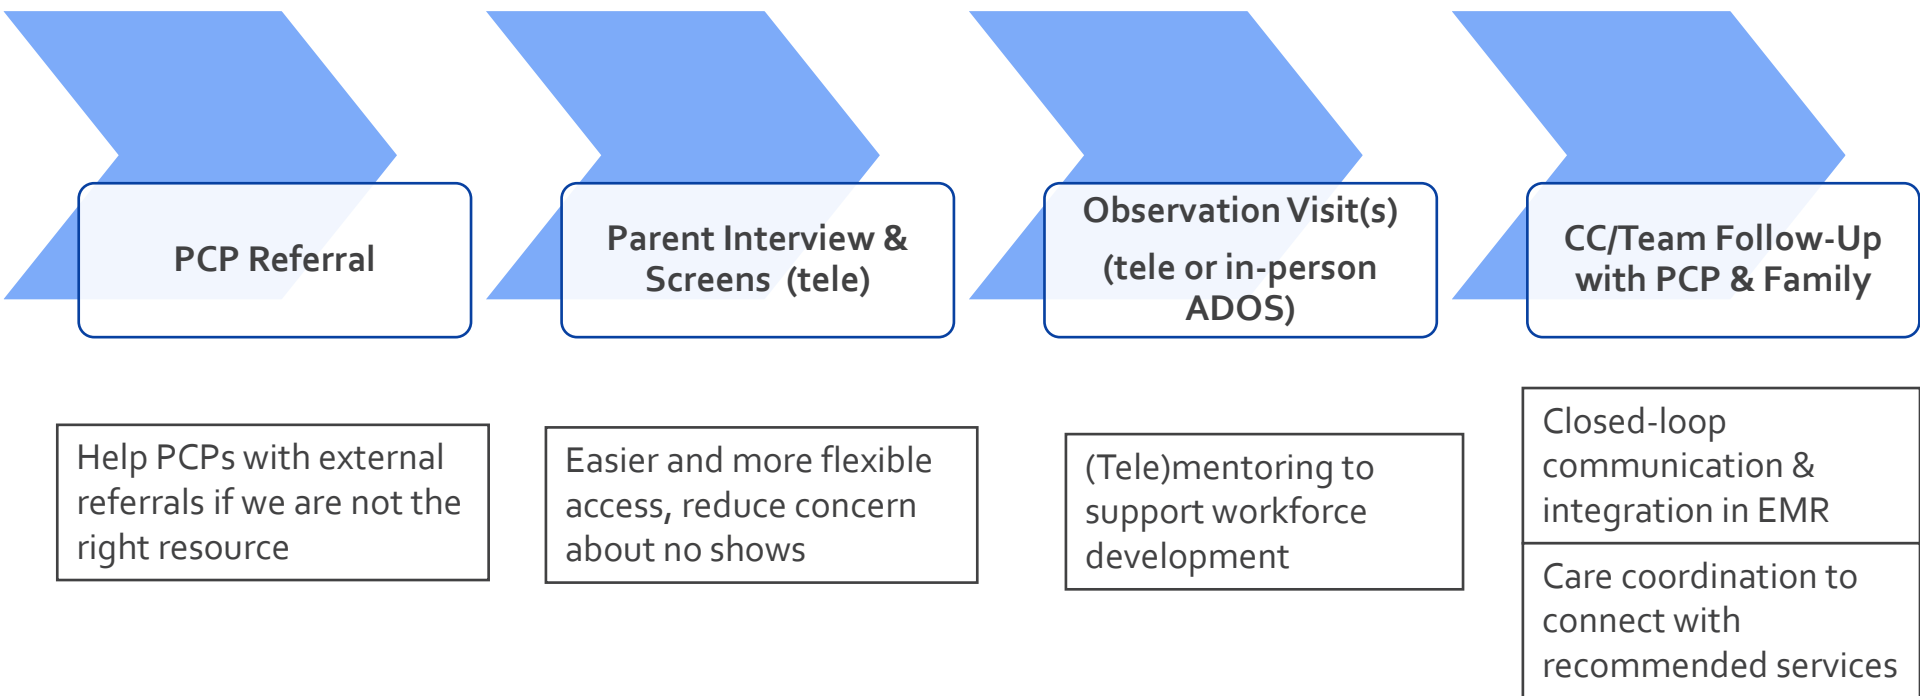 PCP Referral
Parent Interview &
Screens (tele)
Observation Visit(s)
(tele or in-person
ADOS)
CC/Team Follow-Up
with PCP & Family
Help PCPs with external
referrals if we are not the
right resource
Easier and more flexible
access, reduce concern
about no shows
(Tele)mentoring to
support workforce
development
Closed-loop
communication &
integration in EMR
Care coordination to
connect with
recommended services